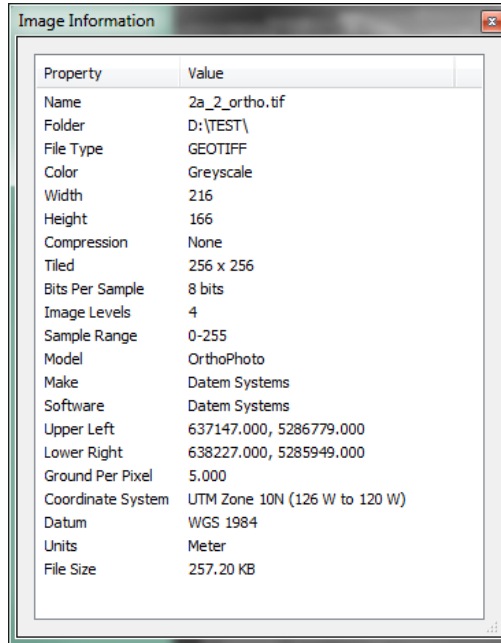 Image Information
Property Value
Name 2a_2_ortho.tif
Folder D:\TEST\
File Type GEOTIFF
Color Greyscale
Width 216
Height 166
Compression None
Tiled 256 x 256
Bits Per Sample 8 bits
Image Levels 4
Sample Range 0-255
Model OrthoPhoto
Make Datem Systems
Software Datem Systems
Upper Left 637147.000, 5286779.000
Lower Right 638227.000, 5285949.000
Ground Per Pixel 5.000
Coordinate System UTM Zone 10N (126 W to 120 W)
Datum WGS 1984
Units Meter
File Size 257.20 KB